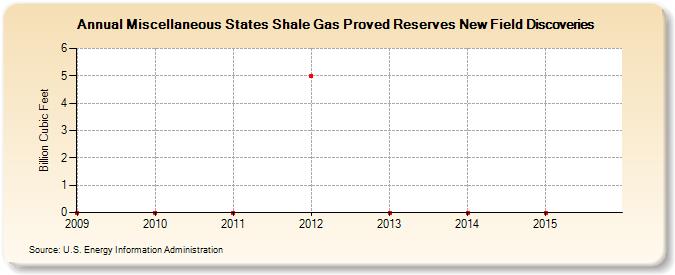 Annual Miscellaneous States Shale Gas Proved Reserves New Field Discoveries
Billion Cubic Feet
6
5
4
3
2
1
0
2009 2010 2011 2012 2013 2014 2015
Source: U.S. Energy Information Administration